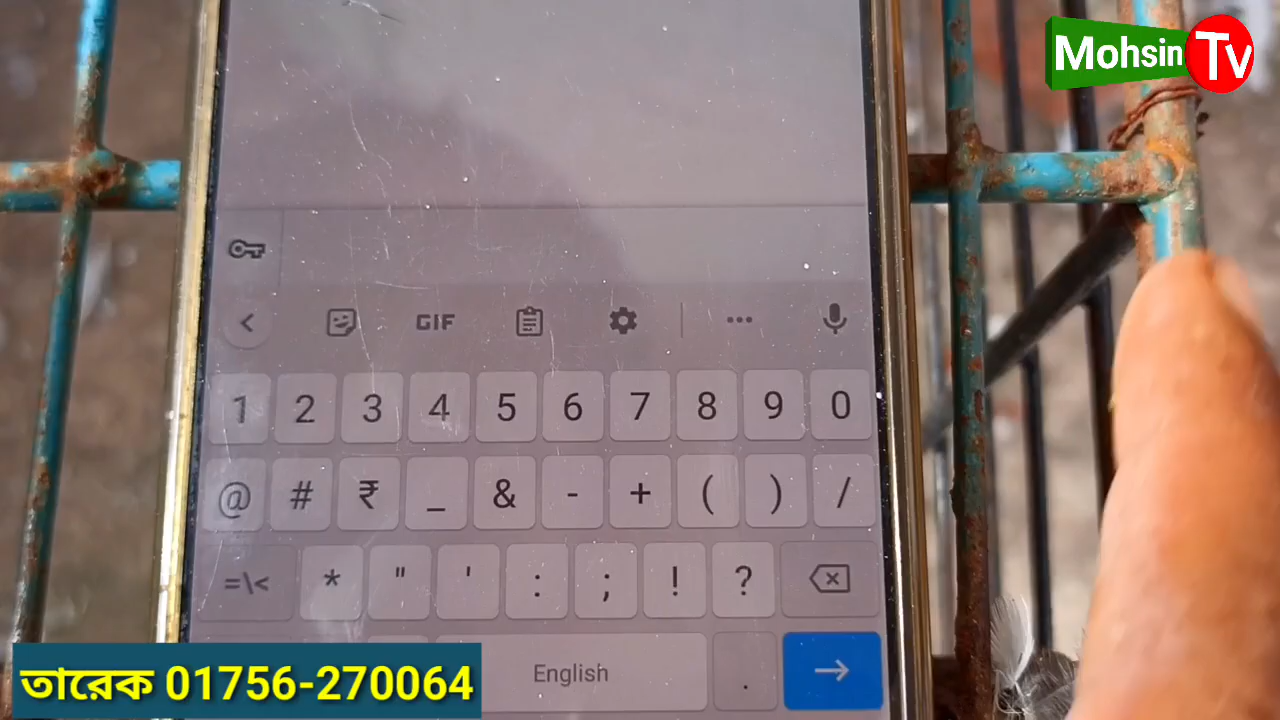 Mohsin Tv
GIF
1 2 3 4 5 6 7 8 9 0
@ # ₹ _ & - + ( ) /
=\< * " ' : ; ! ?
English .
তারেক 01756-270064